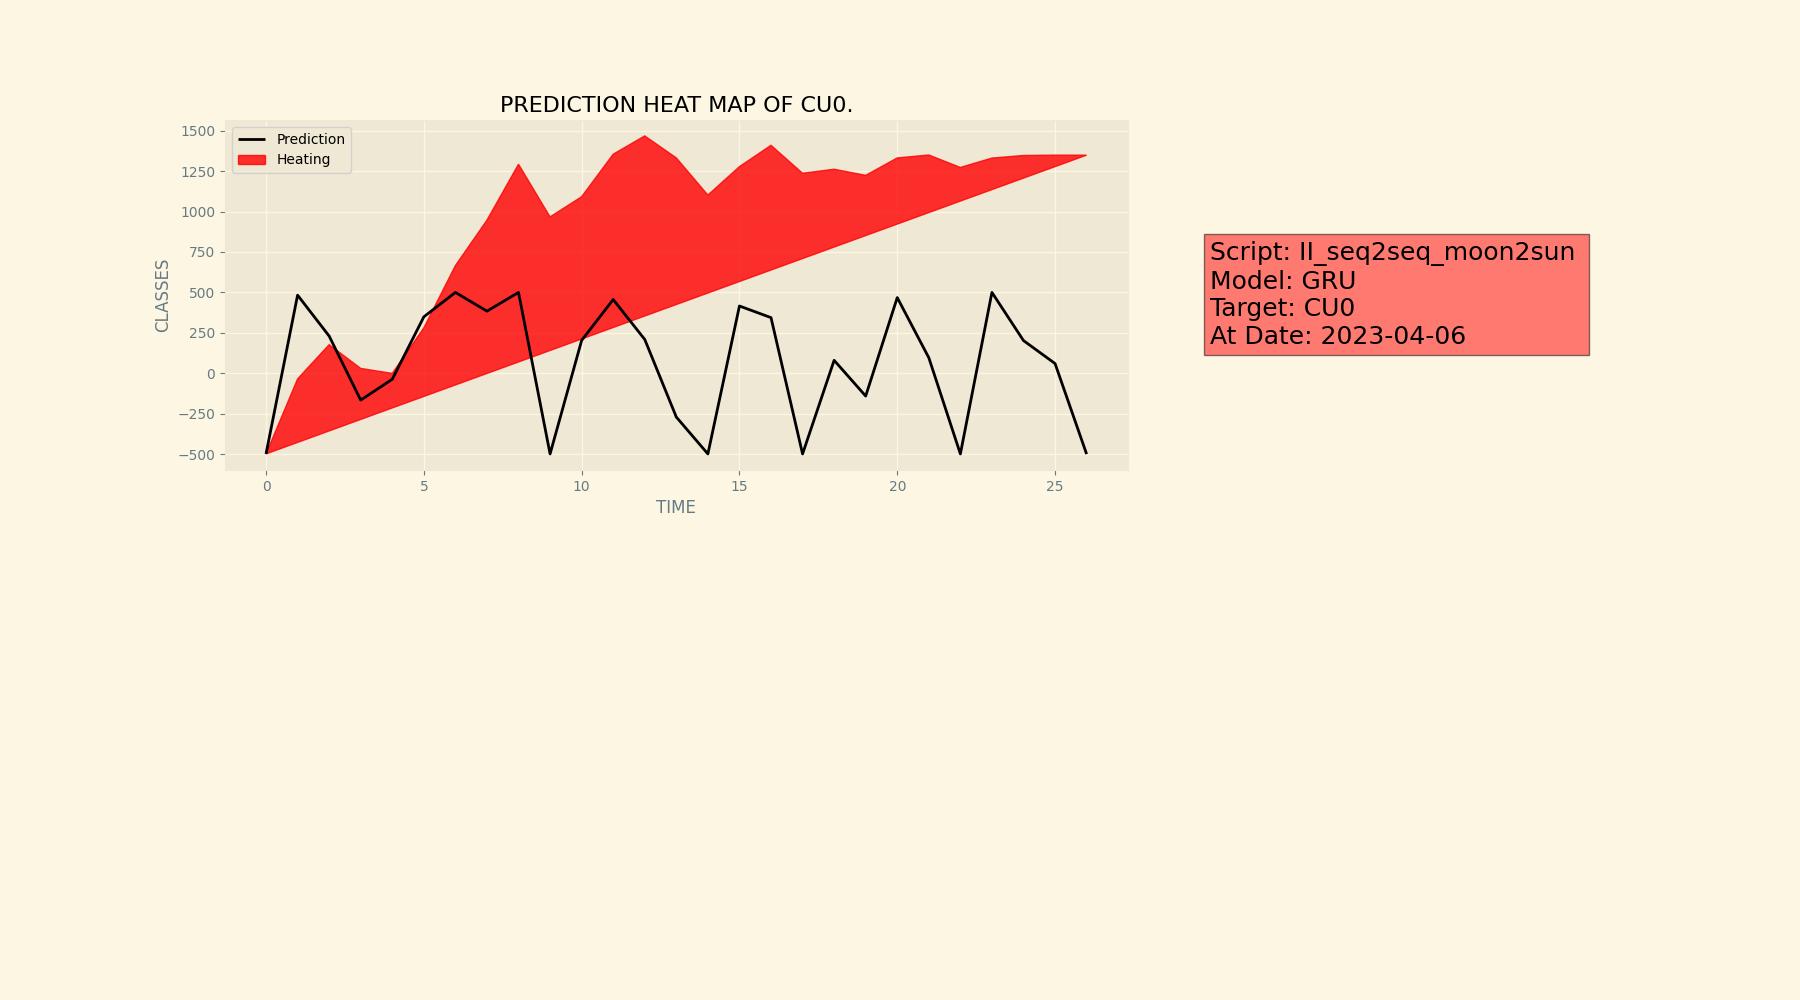 PREDICTION HEAT MAP OF CU0.
Prediction
Heating
1500
1250
1000
750
500
250
0
−250
−500
CLASSES
0 5 10 15 20 25
TIME
Script: II_seq2seq_moon2sun
Model: GRU
Target: CU0
At Date: 2023-04-06